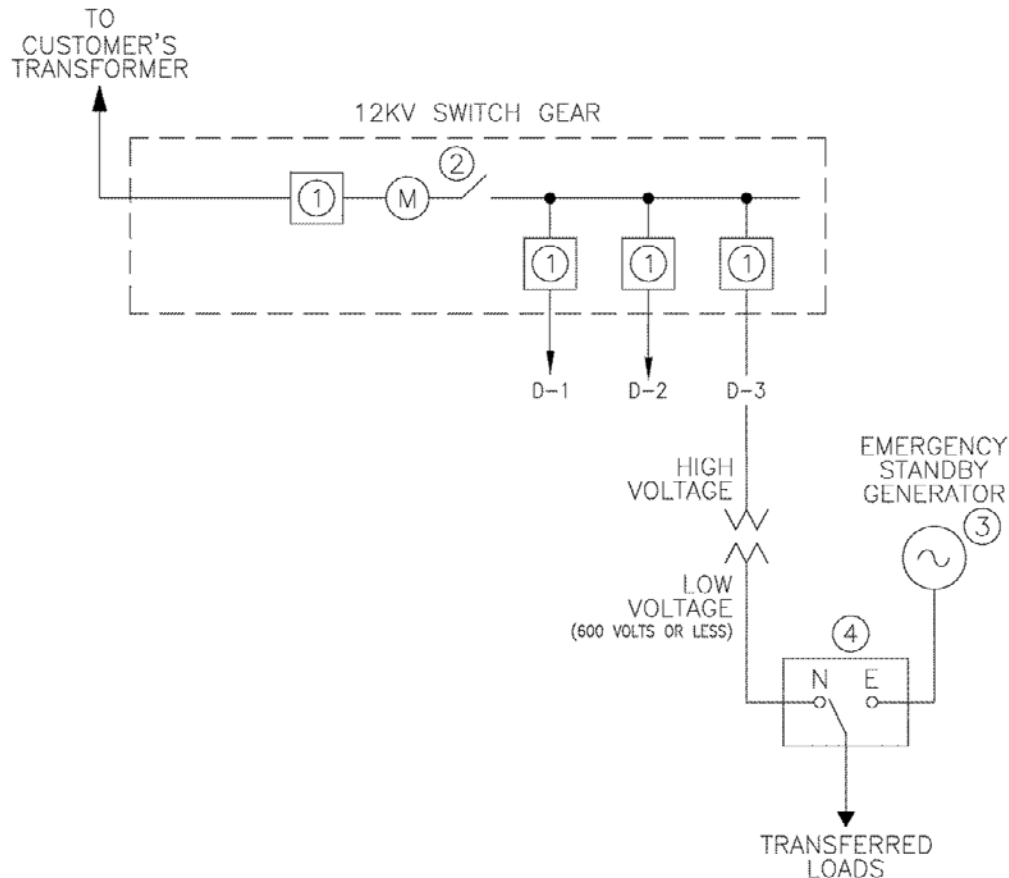 TO
CUSTOMER'S
TRANSFORMER
12KV SWITCH GEAR
2
1
M
1
1
1
D-1
D-2
D-3
HIGH
VOLTAGE
EMERGENCY
STANDBY
GENERATOR
3
LOW
VOLTAGE
(600 VOLTS OR LESS)
4
N E
TRANSFERRED
LOADS